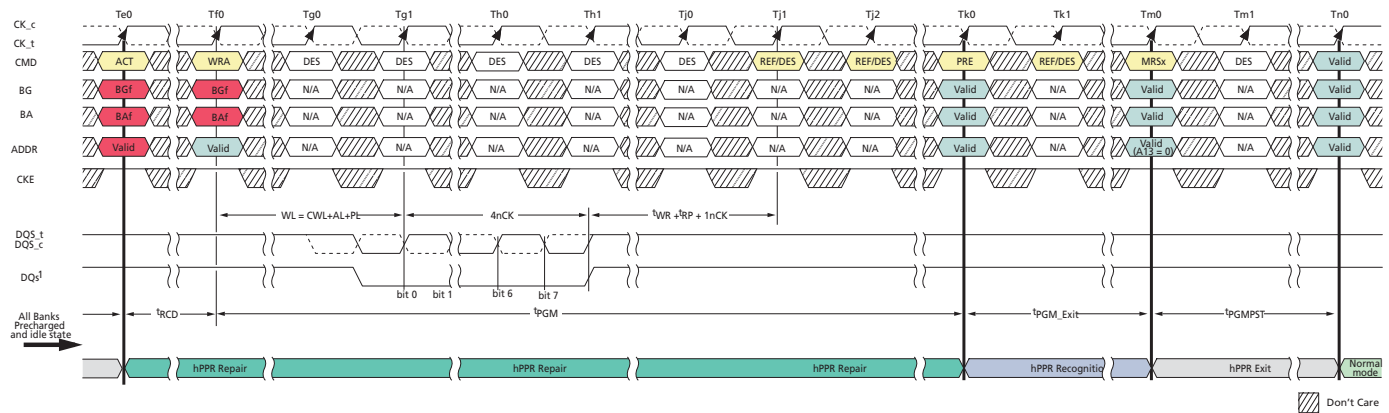 Te0 Tf0 Tg0 Tg1 Th0 Th1 Tj0 Tj1 Tj2 Tk0 Tk1 Tm0 Tm1 Tn0
CK_c
CK_t
CMD ACT WRA DES DES DES DES DES REF/DES REF/DES PRE REF/DES MRSx DES Valid
BG BGf BGf N/A N/A N/A N/A N/A N/A N/A Valid N/A Valid N/A Valid
BA BAf BAf N/A N/A N/A N/A N/A N/A N/A Valid N/A Valid N/A Valid
ADDR Valid Valid N/A N/A N/A N/A N/A N/A N/A Valid N/A Valid (A13 = 0) N/A Valid
CKE
WL = CWL+AL+PL 4nCK tWR +tRP + 1nCK
DQS_t
DQS_c
DQs1
bit 0 bit 1 bit 6 bit 7
All Banks
Precharged
and idle state
tRCD tPGM tPGM_Exit tPGMPST
hPPR Repair hPPR Repair hPPR Repair hPPR Recognitio hPPR Exit Normal
mode
Don't Care